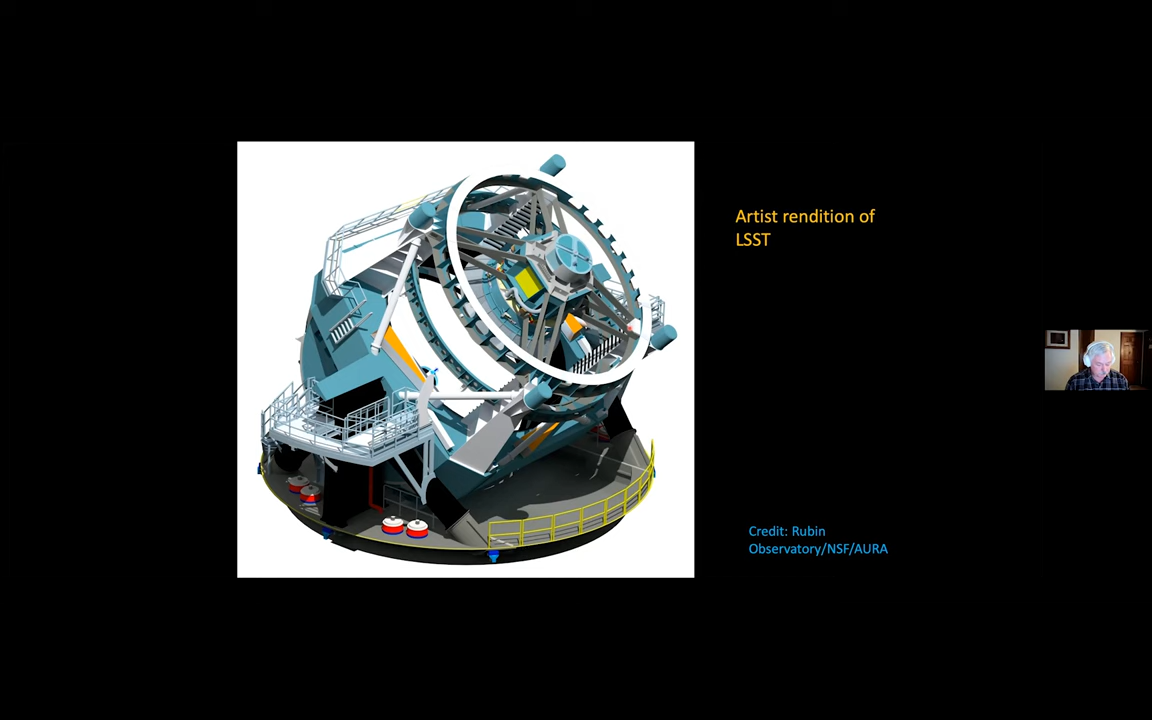 Artist rendition of
LSST
Credit: Rubin
Observatory/NSF/AURA